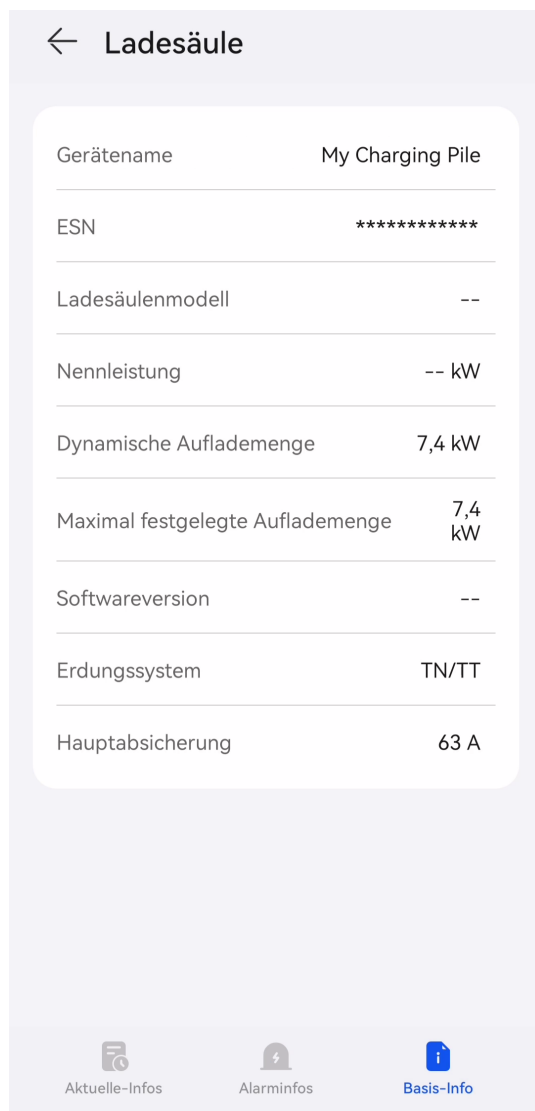 Ladesäule
Gerätename My Charging Pile
ESN ************
Ladesäulenmodell --
Nennleistung -- kW
Dynamische Auflademenge 7,4 kW
Maximal festgelegte Auflademenge 7,4
kW
Softwareversion --
Erdungssystem TN/TT
Hauptabsicherung 63 A
Aktuelle-Infos Alarminfos Basis-Info